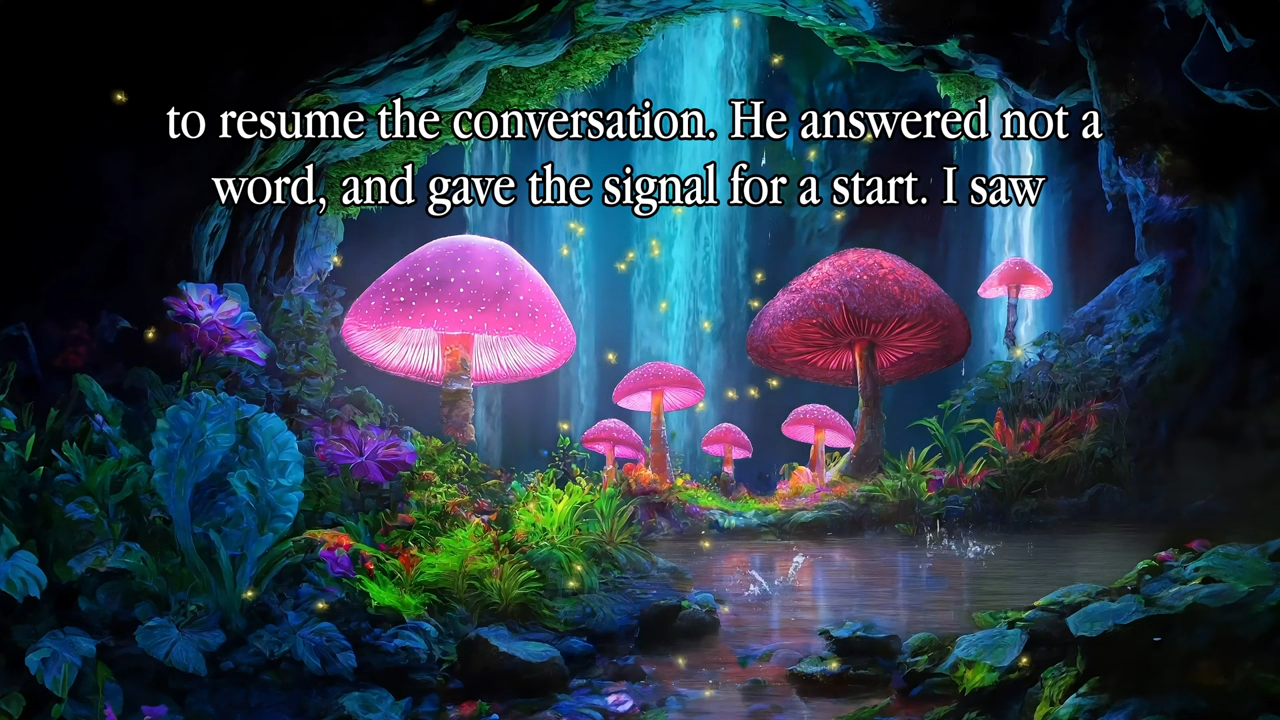 to resume the conversation. He answered not a
word, and gave the signal for a start. I saw